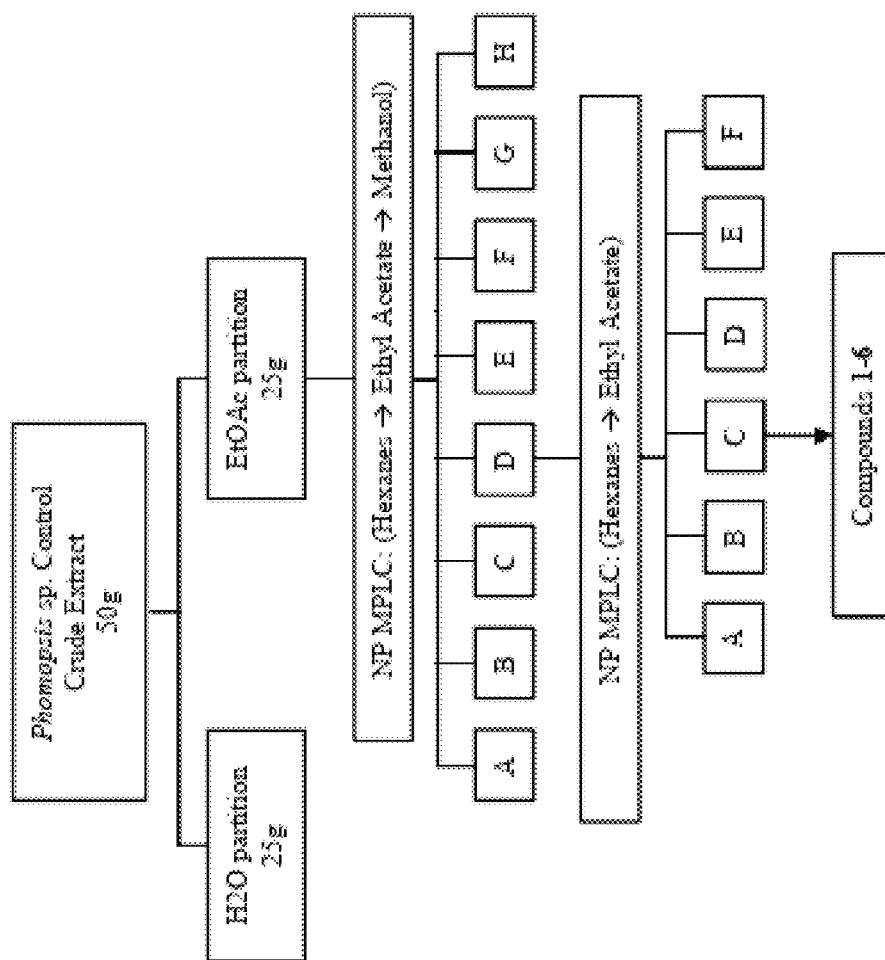 Phomopsis sp. Control
Crude Extract
50g
H2O partition
25g
EtOAc partition
25g
NP MPLC: (Hexanes → Ethyl Acetate → Methanol)
A
B
C
D
E
F
G
H
NP MPLC: (Hexanes → Ethyl Acetate)
A
B
C
D
E
F
Compounds 1-6